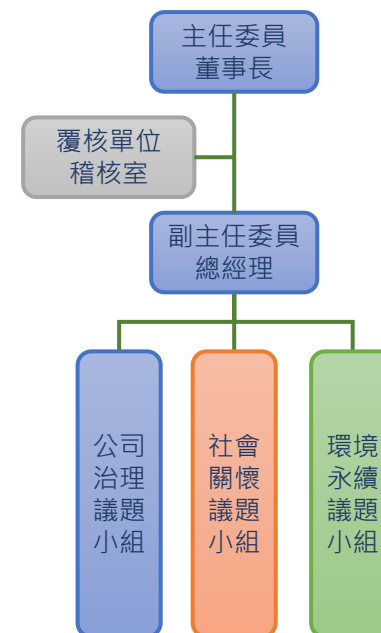 主任委員
董事長
覆核單位
稽核室
副主任委員
總經理
公司
治理
議題
小組
社會
關懷
議題
小組
環境
永續
議題
小組